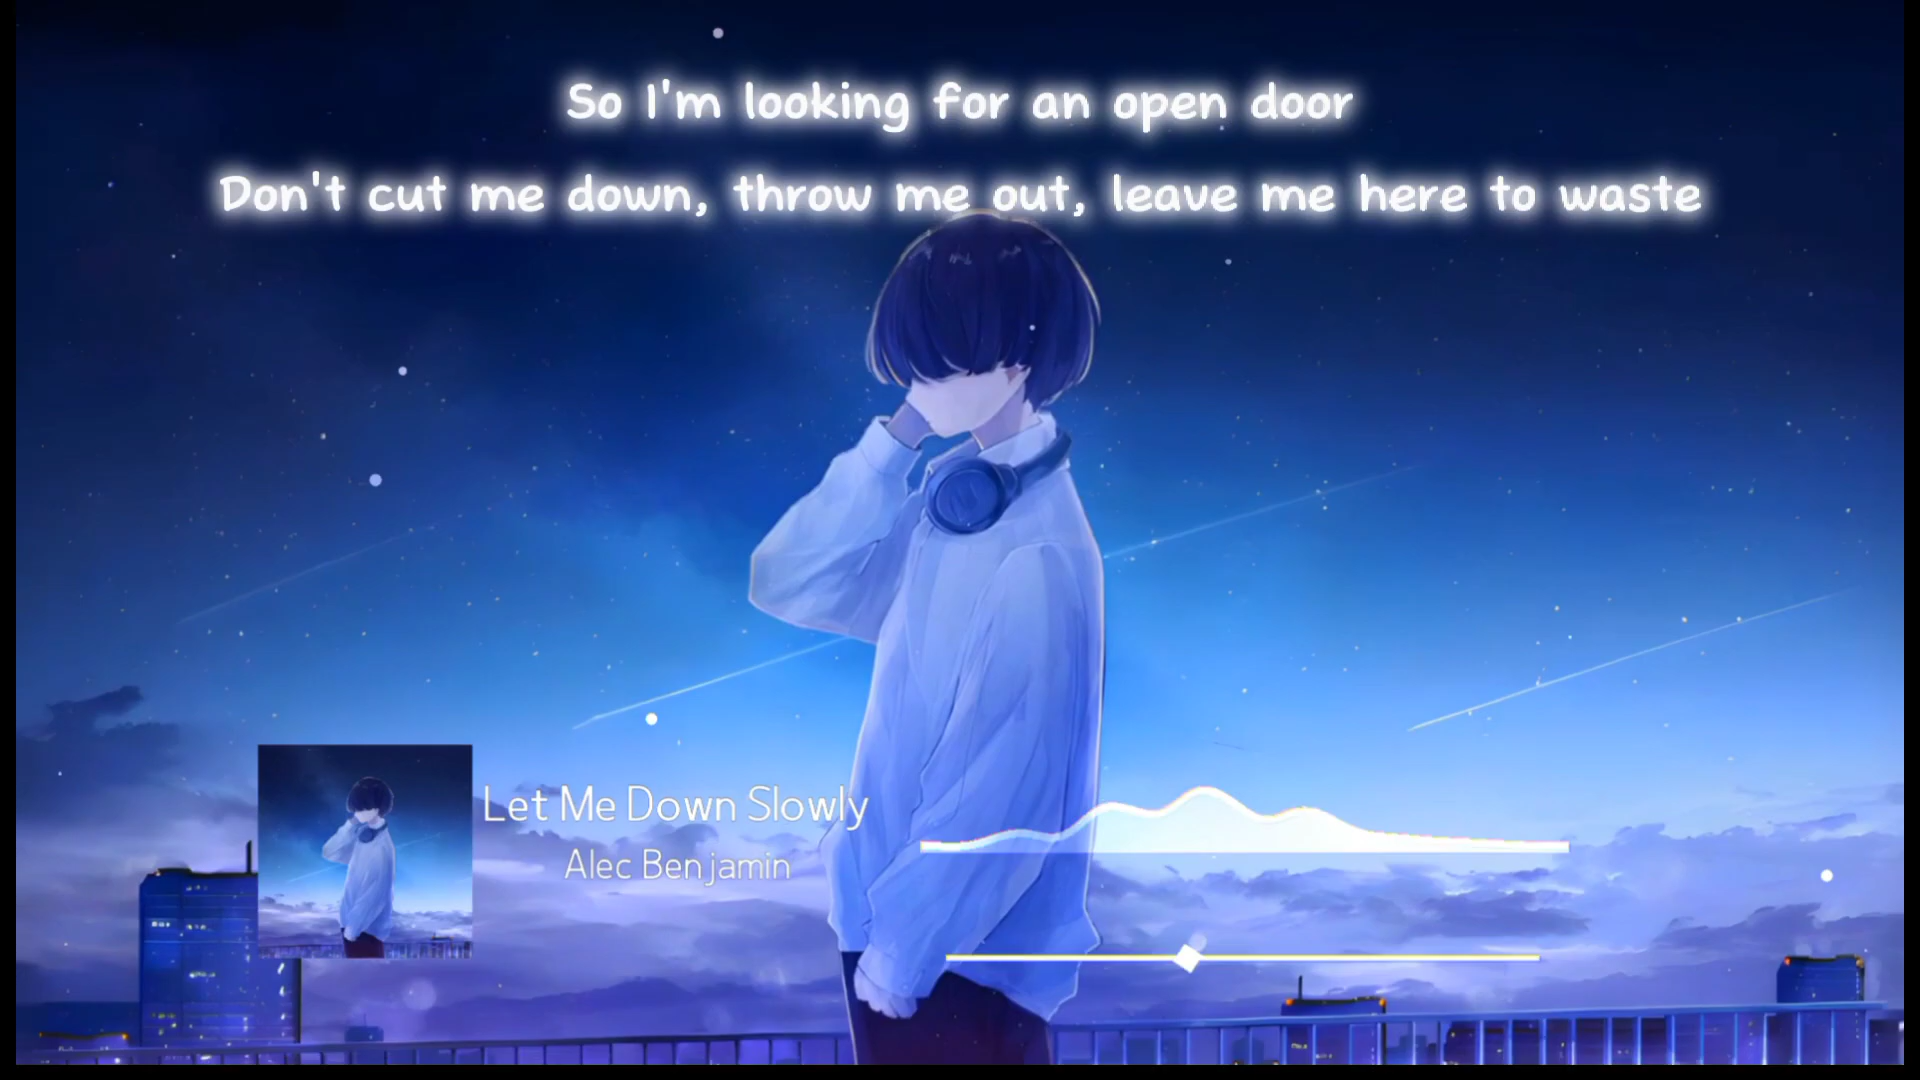 So I'm looking for an open door
Don't cut me down, throw me out, leave me here to waste
Let Me Down Slowly
Alec Benjamin